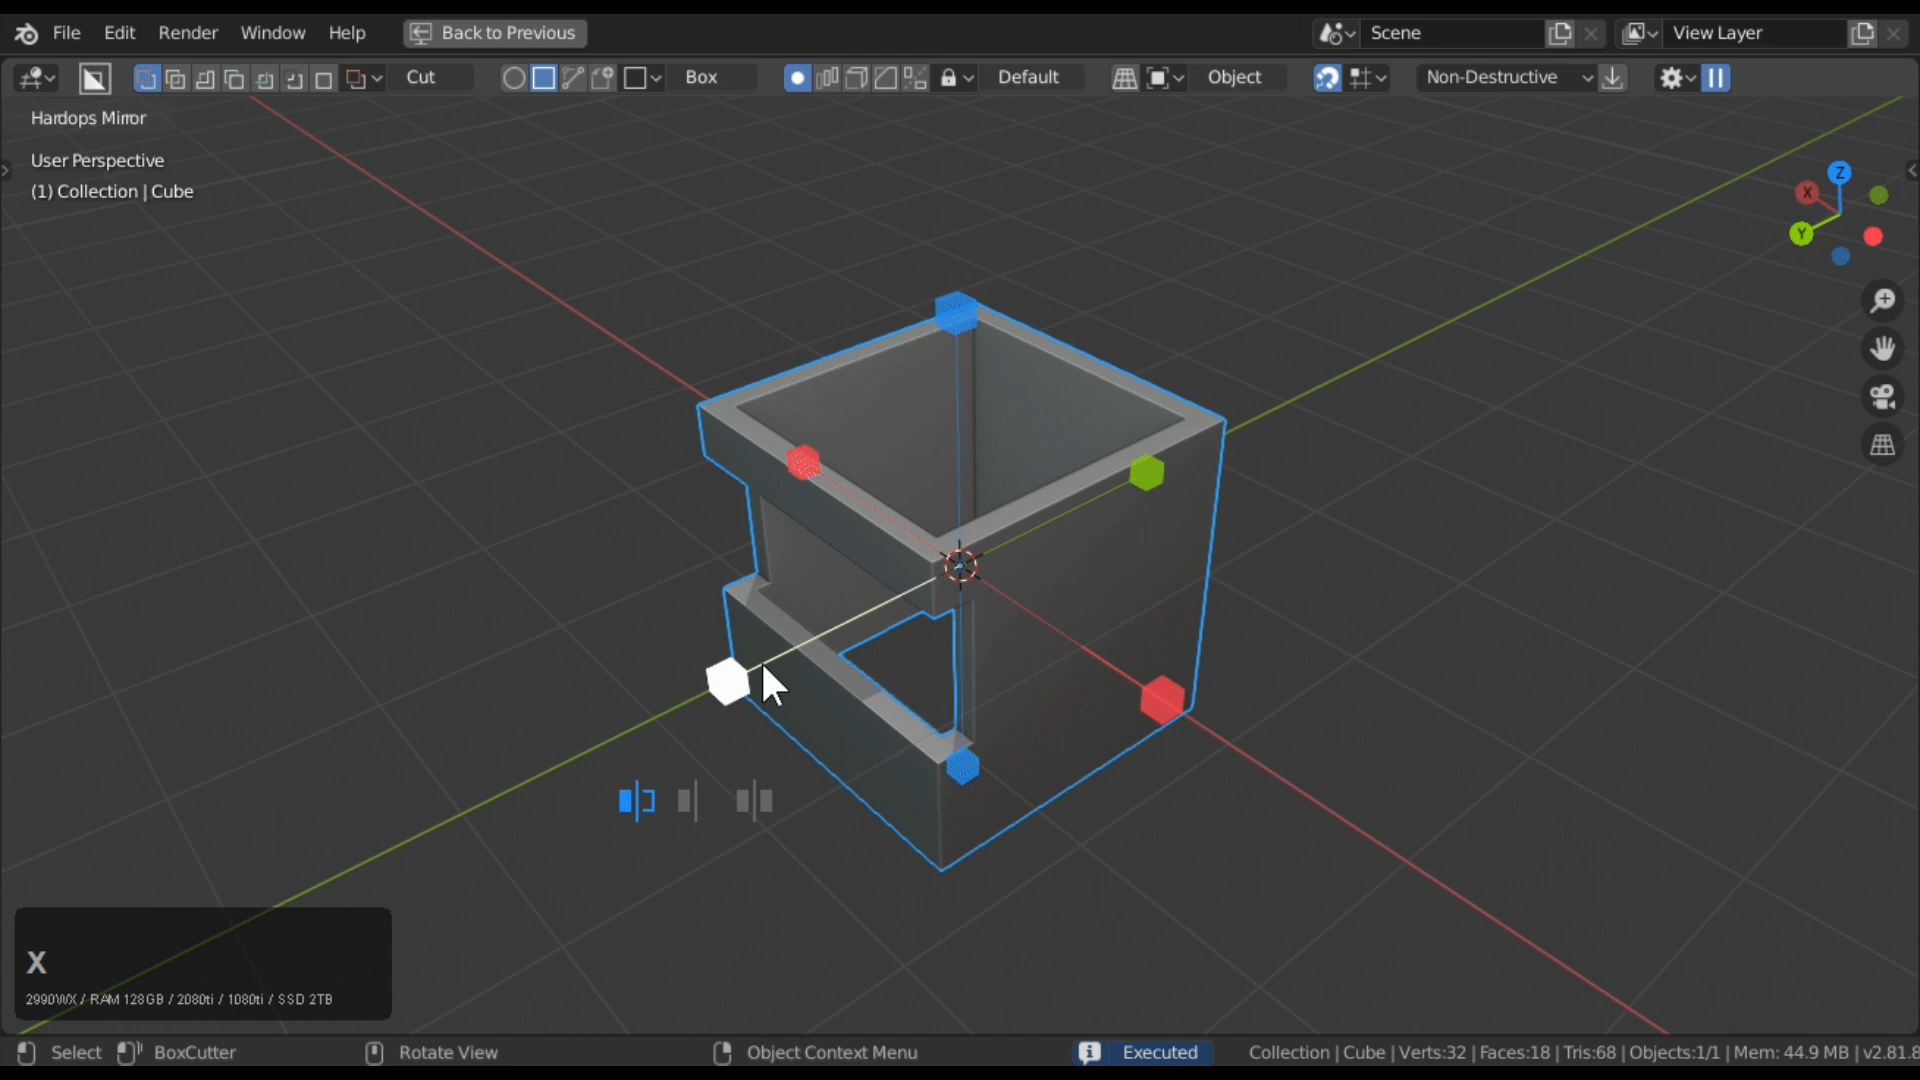 File Edit Render Window Help Back to Previous Scene View Layer
Cut Box Default Object Non-Destructive
Hardops Mirror
User Perspective
(1) Collection | Cube
Z
X
Y
X
2990WX / RAM 128GB / 2080ti / 1080ti / SSD 2TB
Select BoxCutter Rotate View Object Context Menu Executed Collection | Cube | Verts:32 | Faces:18 | Tris:68 | Objects:1/1 | Mem: 44.9 MB | v2.81.8